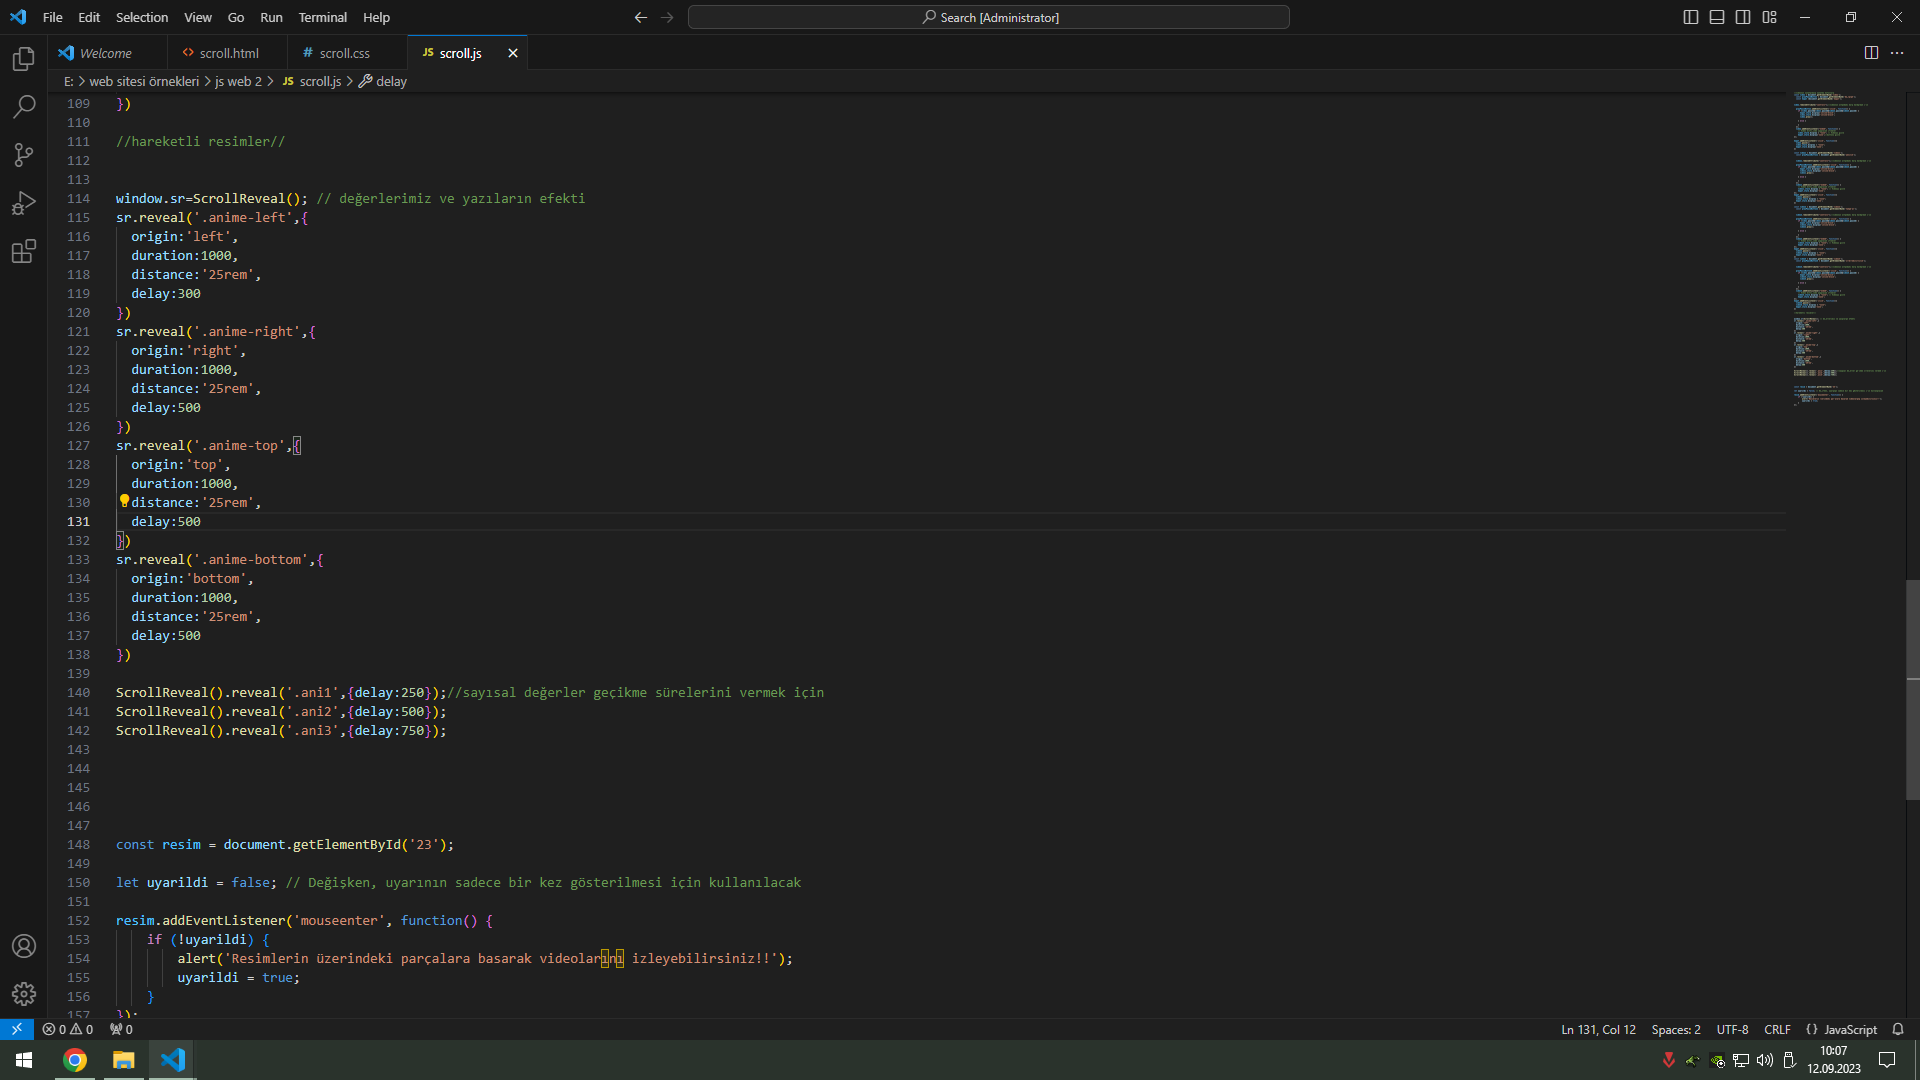 File Edit Selection View Go Run Terminal Help
Search [Administrator]
Welcome
scroll.html
# scroll.css
JS scroll.js
E: > web sitesi örnekleri > js web 2 > JS scroll.js > delay
109 })
110
111 //hareketli resimler//
112
113
114 window.sr=ScrollReveal(); // değerlerimiz ve yazıların efekti
115 sr.reveal('.anime-left',{
116 origin:'left',
117 duration:1000,
118 distance:'25rem',
119 delay:300
120 })
121 sr.reveal('.anime-right',{
122 origin:'right',
123 duration:1000,
124 distance:'25rem',
125 delay:500
126 })
127 sr.reveal('.anime-top',{
128 origin:'top',
129 duration:1000,
130 distance:'25rem',
131 delay:500
132 })
133 sr.reveal('.anime-bottom',{
134 origin:'bottom',
135 duration:1000,
136 distance:'25rem',
137 delay:500
138 })
139
140 ScrollReveal().reveal('.ani1',{delay:250});//sayısal değerler geçikme sürelerini vermek için
141 ScrollReveal().reveal('.ani2',{delay:500});
142 ScrollReveal().reveal('.ani3',{delay:750});
143
144
145
146
147
148 const resim = document.getElementById('23');
149
150 let uyarildi = false; // Değişken, uyarının sadece bir kez gösterilmesi için kullanılacak
151
152 resim.addEventListener('mouseenter', function() {
153 if (!uyarildi) {
154 alert('Resimlerin üzerindeki parçalara basarak videolarını izleyebilirsiniz!!');
155 uyarildi = true;
156 }
157 });
0 0 0
Ln 131, Col 12 Spaces: 2 UTF-8 CRLF {} JavaScript
10:07
12.09.2023